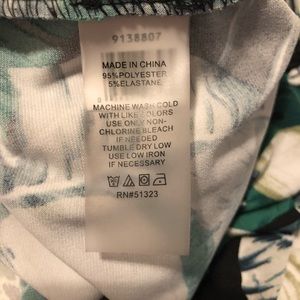 9138807
MADE IN CHINA
95%POLYESTER
5%ELASTANE
MACHINE WASH COLD
WITH LIKE COLORS
USE ONLY NON-
CHLORINE BLEACH
IF NEEDED
TUMBLE DRY LOW
USE LOW IRON
IF NECESSARY
RN#51323